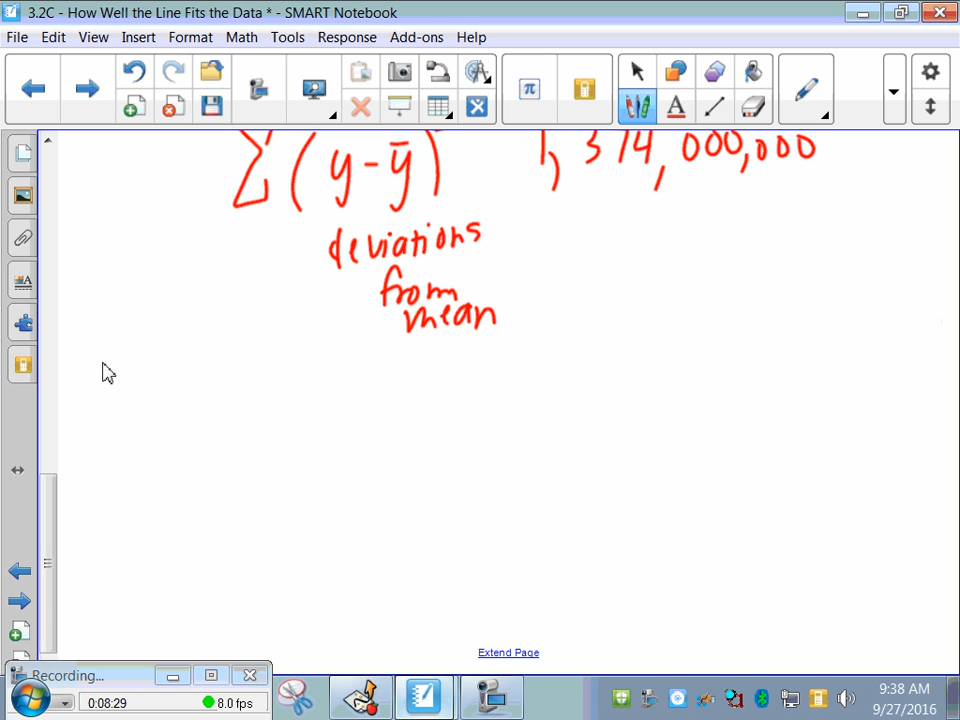 3.2C - How Well the Line Fits the Data * - SMART Notebook
File Edit View Insert Format Math Tools Response Add-ons Help
Σ(y-ȳ) 1,314,000,000
deviations
from
mean
Extend Page
Recording...
0:08:29 8.0 fps
9:38 AM
9/27/2016